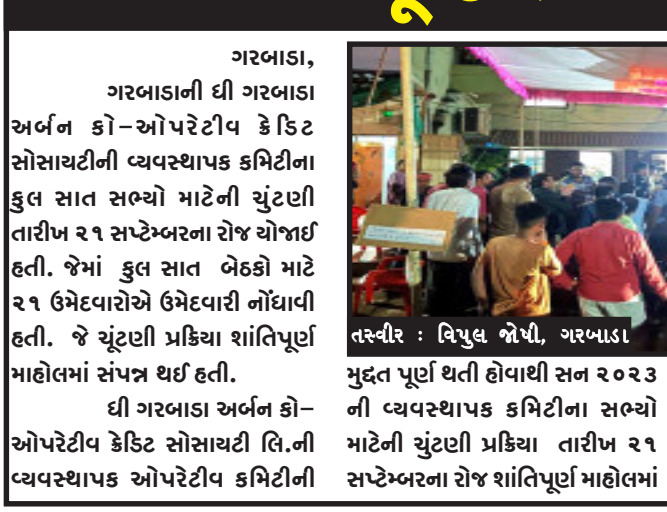 ગરબાડા,
ગરબાડાની ધી ગરબાડા
અર્બન કો-ઓપરેટીવ ક્રેડિટ
સોસાયટીની વ્યવસ્થાપક કમિટીના
કુલ સાત સભ્યો માટેની ચુંટણી
તારીખ ૨૧ સપ્ટેમ્બરના રોજ યોજાઈ
હતી. જેમાં કુલ સાત બેઠકો માટે
૨૧ ઉમેદવારોએ ઉમેદવારી નોંધાવી
હતી. જે ચૂંટણી પ્રક્રિયા શાંતિપૂર્ણ
માહોલમાં સંપન્ન થઈ હતી.
ધી ગરબાડા અર્બન કો-
ઓપરેટીવ ક્રેડિટ સોસાયટી લિ.ની
વ્યવસ્થાપક ઓપરેટીવ કમિટીની
તસ્વીર : વિપુલ જોષી, ગરબાડા
મુદ્દત પૂર્ણ થતી હોવાથી સન ૨૦૨૩
ની વ્યવસ્થાપક કમિટીના સભ્યો
માટેની ચુંટણી પ્રક્રિયા તારીખ ૨૧
સપ્ટેમ્બરના રોજ શાંતિપૂર્ણ માહોલમાં